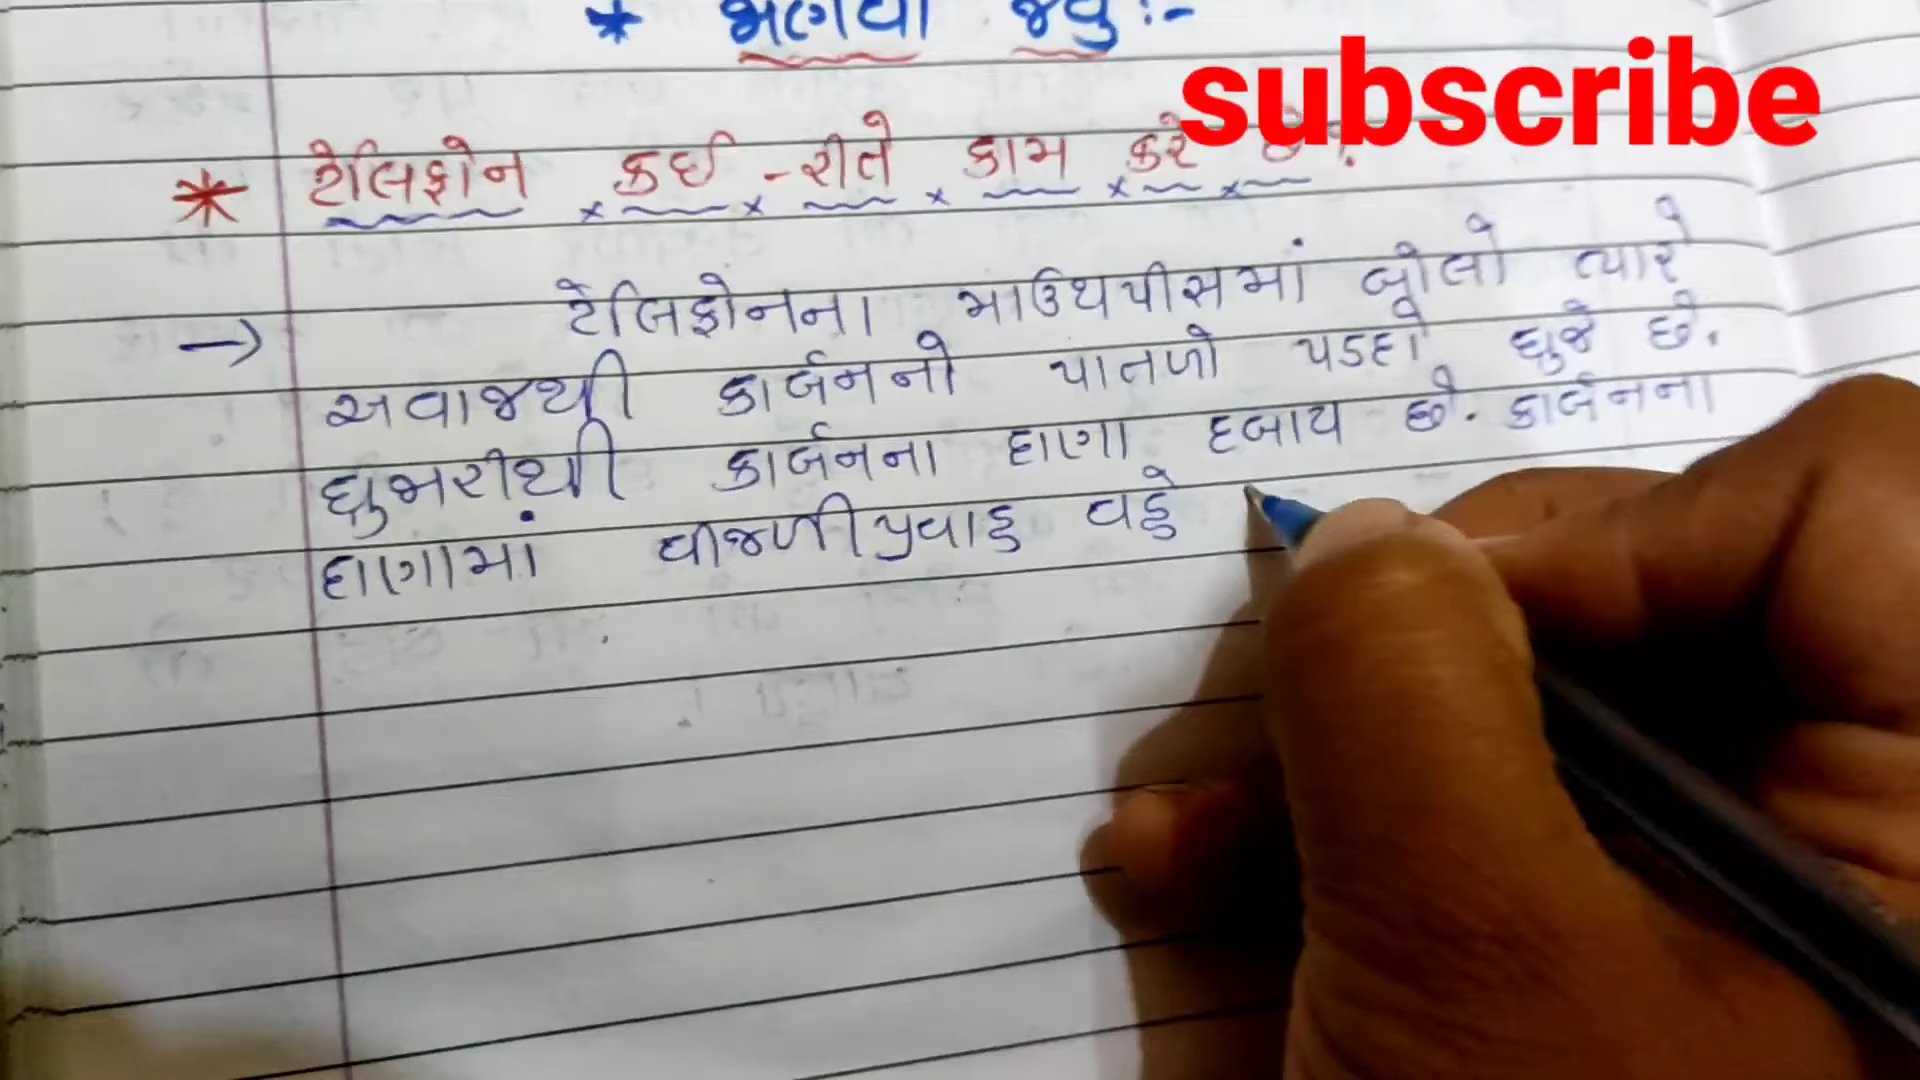 * ભણવા જેવુ :-
subscribe
* ટેલિફોન કઈ રીતે કામ કરે છે?
→ ટેલિફોનના માઉથપીસમાં બોલો ત્યારે
અવાજથી કાર્બનનો પાતળો પડદો ધ્રુજે છે.
ધ્રુજારીથી કાર્બનના દાણા દબાય છે. કાર્બનના
દાણામાં વીજળીપ્રવાહ વહે